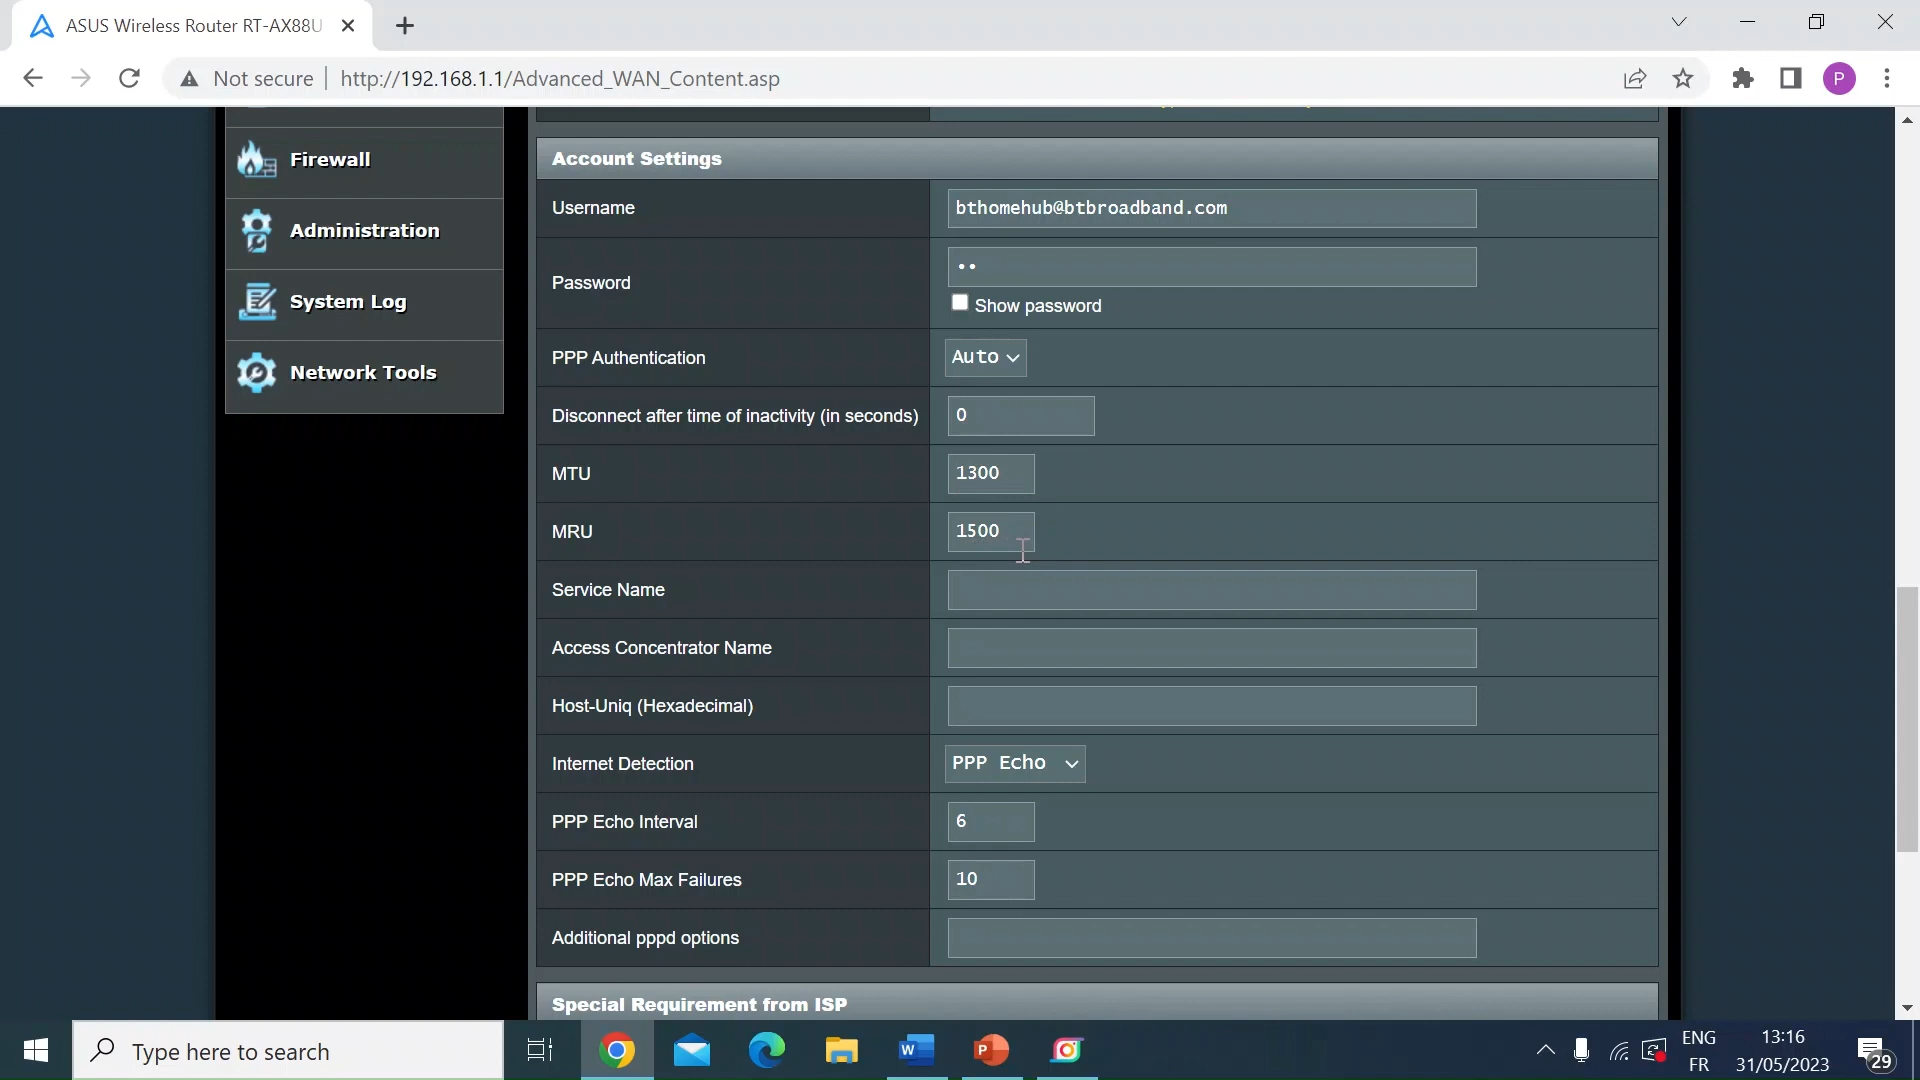 ASUS Wireless Router RT-AX88U
Not secure
http://192.168.1.1/Advanced_WAN_Content.asp
P
Firewall
Administration
System Log
Network Tools
Account Settings
Username
bthomehub@btbroadband.com
Password
••
Show password
PPP Authentication
Auto
Disconnect after time of inactivity (in seconds)
0
MTU
1300
MRU
1500
Service Name
Access Concentrator Name
Host-Uniq (Hexadecimal)
Internet Detection
PPP Echo
PPP Echo Interval
6
PPP Echo Max Failures
10
Additional pppd options
Special Requirement from ISP
Type here to search
W
P
ENG
FR
13:16
31/05/2023
29